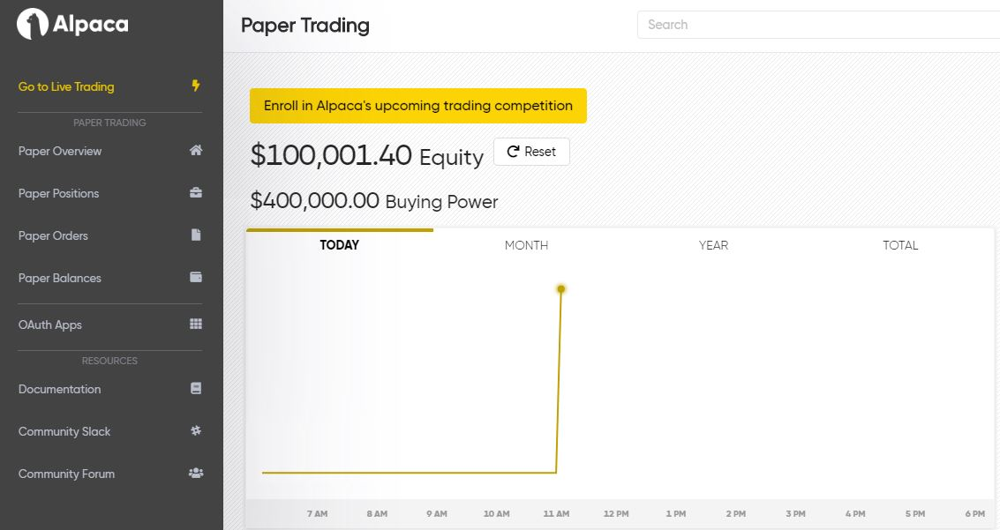 Alpaca
Paper Trading
Search
Go to Live Trading
PAPER TRADING
Paper Overview
Paper Positions
Paper Orders
Paper Balances
OAuth Apps
RESOURCES
Documentation
Community Slack
Community Forum
Enroll in Alpaca's upcoming trading competition
$100,001.40 Equity
Reset
$400,000.00 Buying Power
TODAY MONTH YEAR TOTAL
7 AM 8 AM 9 AM 10 AM 11 AM 12 PM 1 PM 2 PM 3 PM 4 PM 5 PM 6 PM